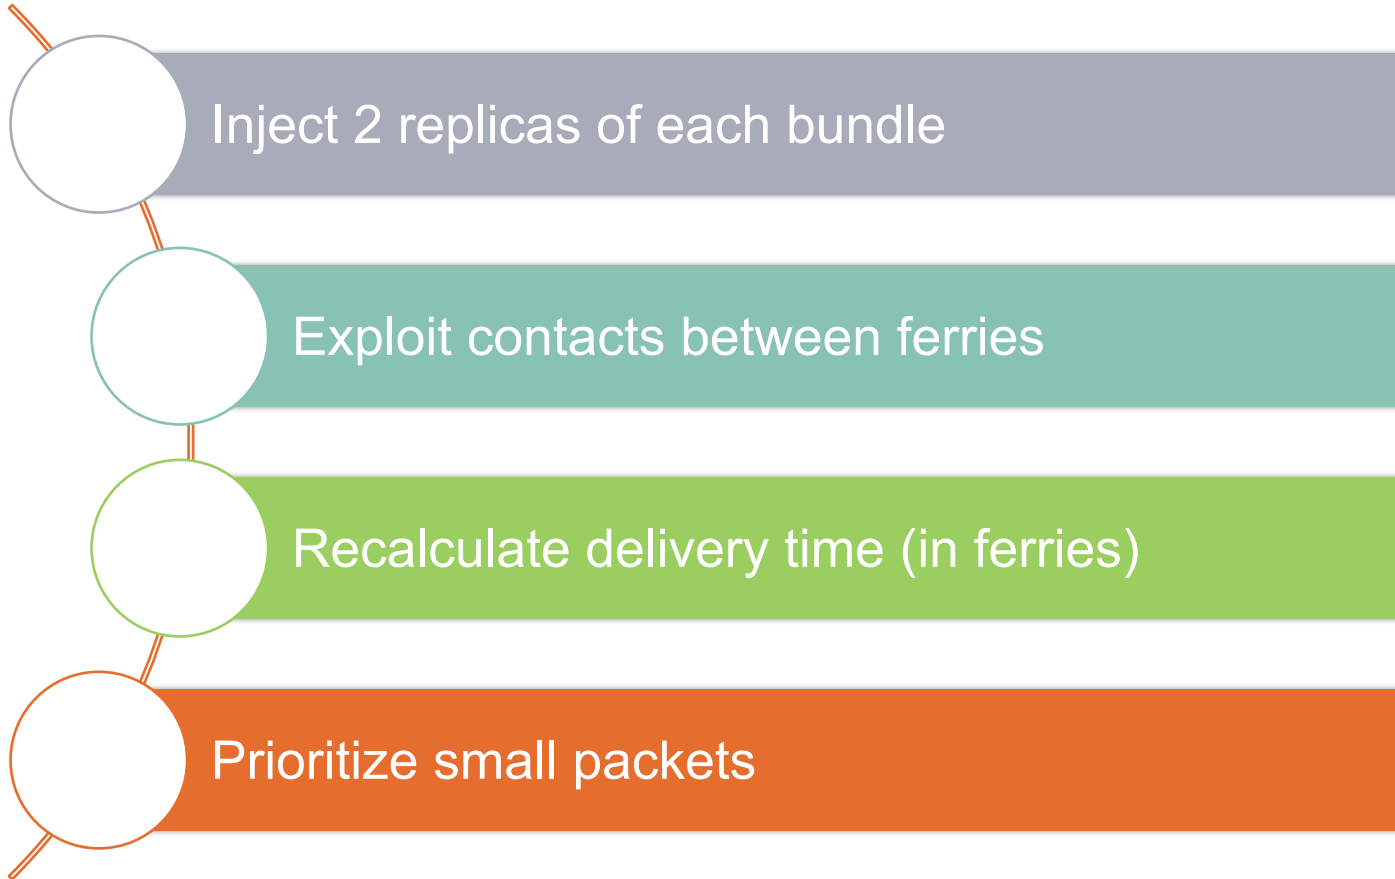 Inject 2 replicas of each bundle
Exploit contacts between ferries
Recalculate delivery time (in ferries)
Prioritize small packets